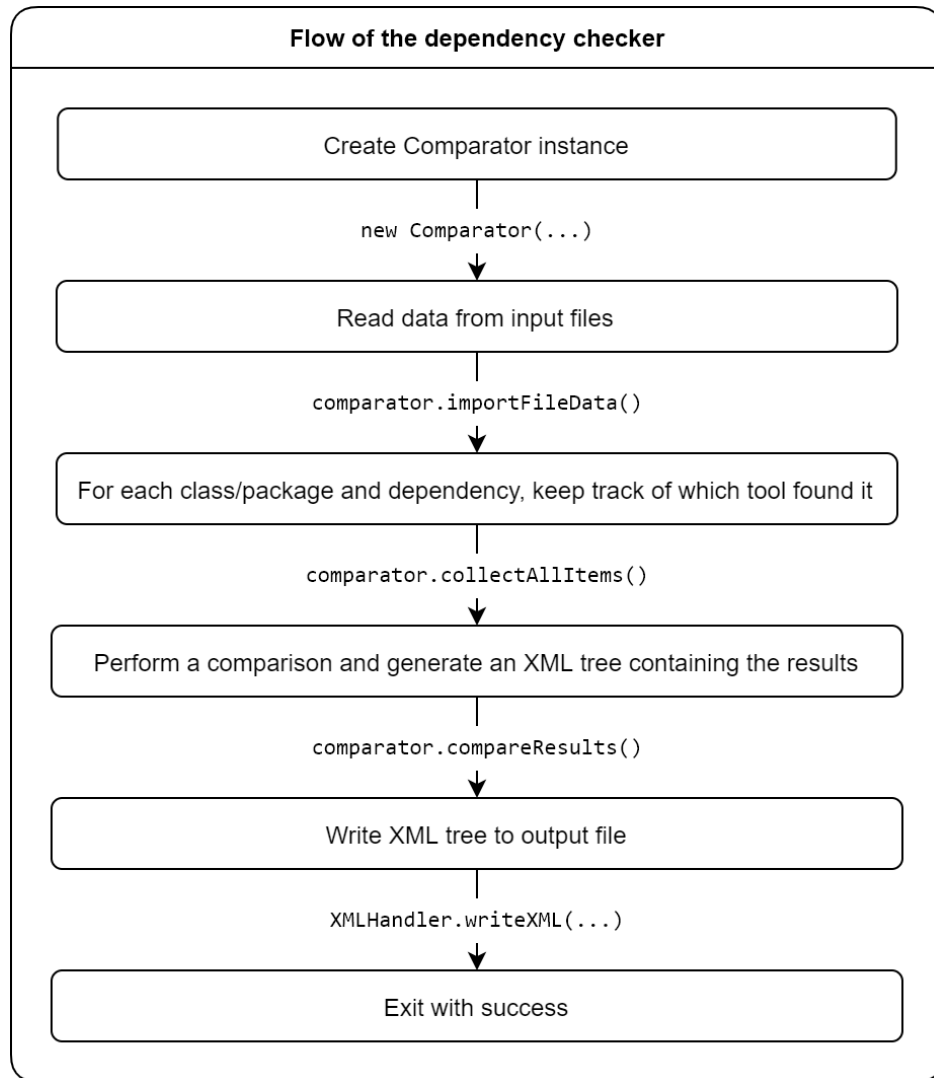 Flow of the dependency checker
Create Comparator instance
new Comparator(...)
Read data from input files
comparator.importFileData()
For each class/package and dependency, keep track of which tool found it
comparator.collectAllItems()
Perform a comparison and generate an XML tree containing the results
comparator.compareResults()
Write XML tree to output file
XMLHandler.writeXML(...)
Exit with success